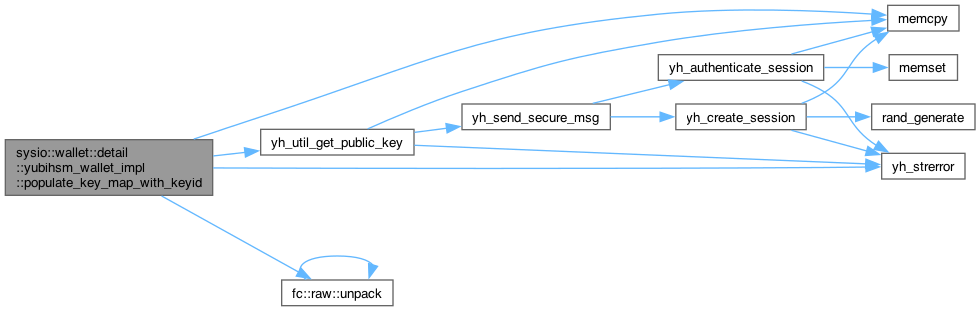 memcpy
yh_authenticate_session
memset
yh_send_secure_msg
yh_create_session
rand_generate
sysio::wallet::detail
::yubihsm_wallet_impl
::populate_key_map_with_keyid
yh_util_get_public_key
yh_strerror
fc::raw::unpack